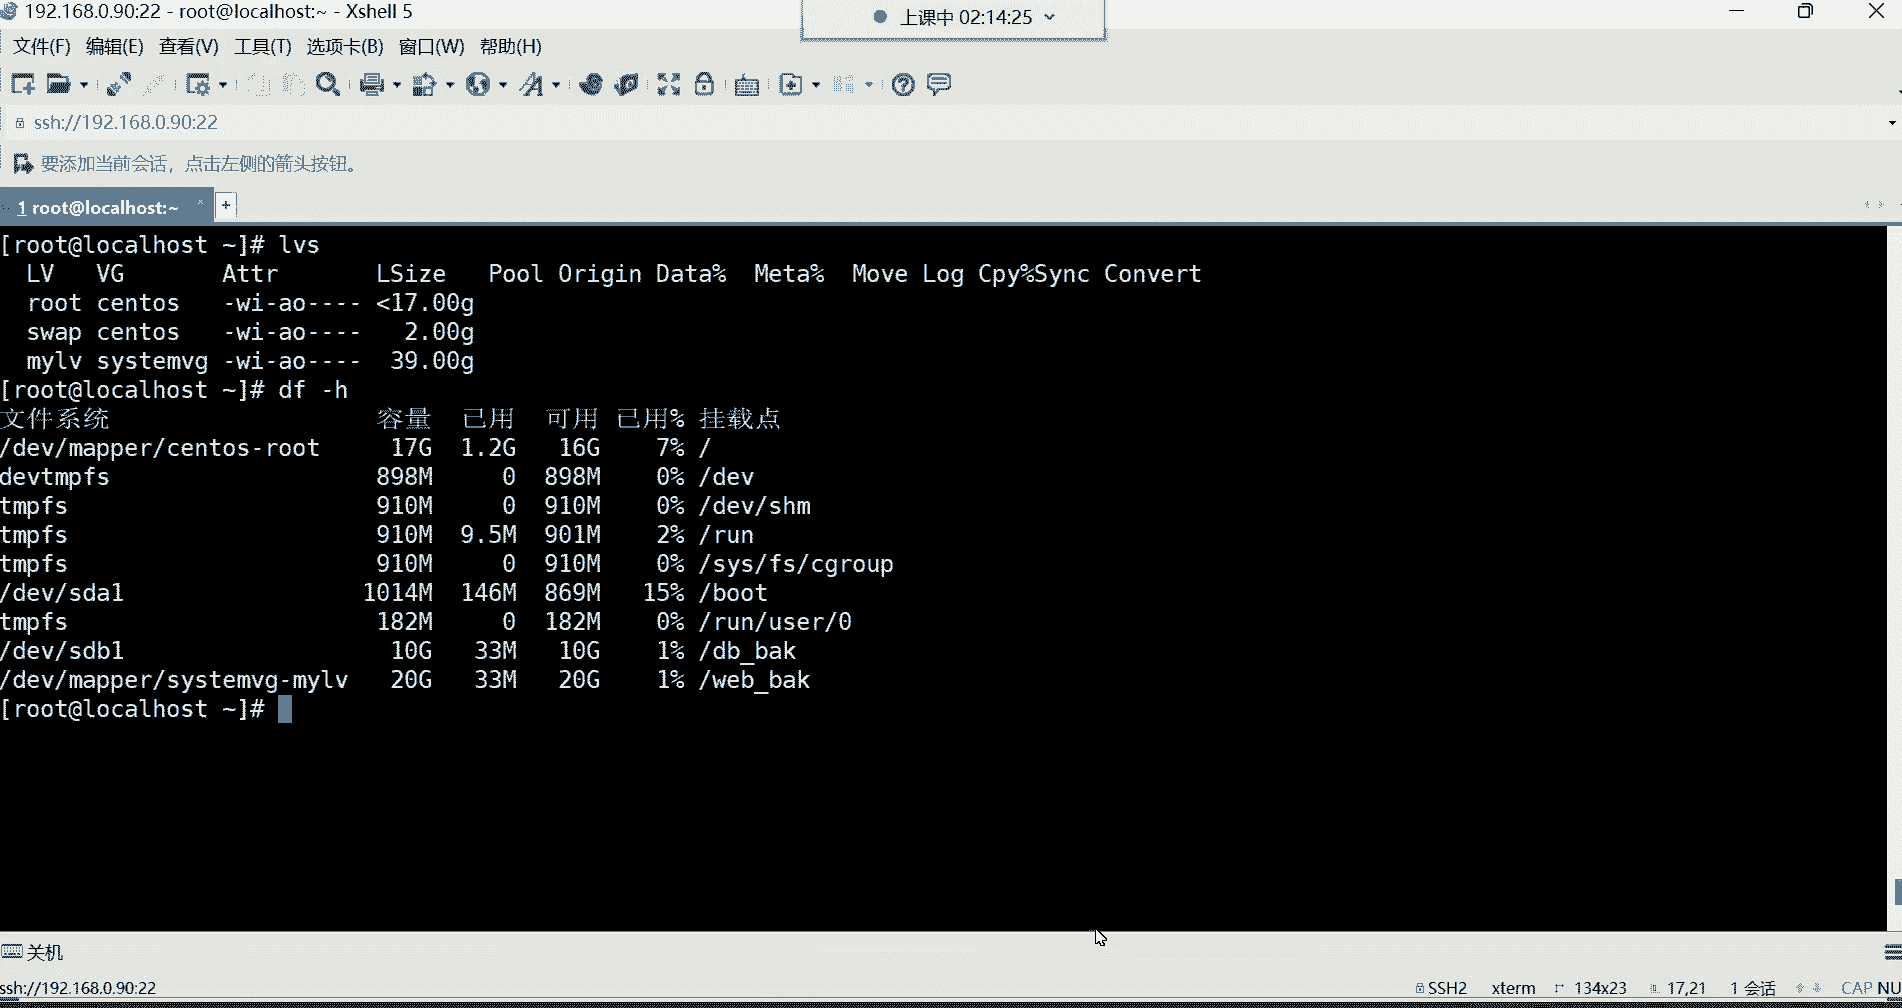 192.168.0.90:22 - root@localhost:~ - Xshell 5
上课中 02:14:25
文件(F) 编辑(E) 查看(V) 工具(T) 选项卡(B) 窗口(W) 帮助(H)
ssh://192.168.0.90:22
要添加当前会话，点击左侧的箭头按钮。
1 root@localhost:~ × +
[root@localhost ~]# lvs
  LV   VG       Attr       LSize   Pool Origin Data%  Meta%  Move Log Cpy%Sync Convert
  root centos   -wi-ao---- <17.00g
  swap centos   -wi-ao----   2.00g
  mylv systemvg -wi-ao----  39.00g
[root@localhost ~]# df -h
文件系统                   容量  已用  可用 已用% 挂载点
/dev/mapper/centos-root     17G  1.2G   16G    7% /
devtmpfs                   898M     0  898M    0% /dev
tmpfs                      910M     0  910M    0% /dev/shm
tmpfs                      910M  9.5M  901M    2% /run
tmpfs                      910M     0  910M    0% /sys/fs/cgroup
/dev/sda1                 1014M  146M  869M   15% /boot
tmpfs                      182M     0  182M    0% /run/user/0
/dev/sdb1                   10G   33M   10G    1% /db_bak
/dev/mapper/systemvg-mylv   20G   33M   20G    1% /web_bak
[root@localhost ~]#
关机
ssh://192.168.0.90:22 SSH2 xterm 134x23 17,21 1 会话 CAP NU